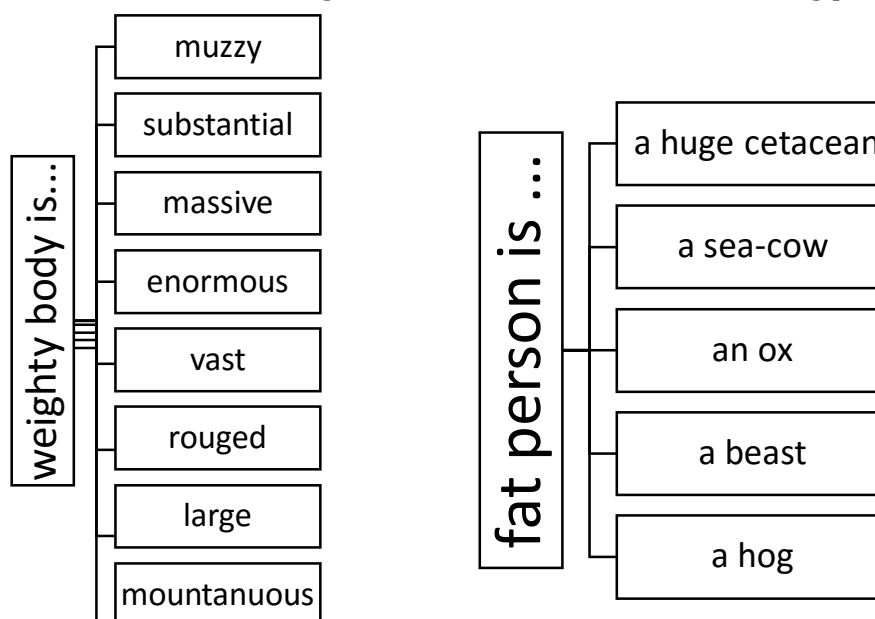 weighty body is...
muzzy
substantial
massive
enormous
vast
rouged
large
mountanuous
fat person is ...
a huge cetacean
a sea-cow
an ox
a beast
a hog